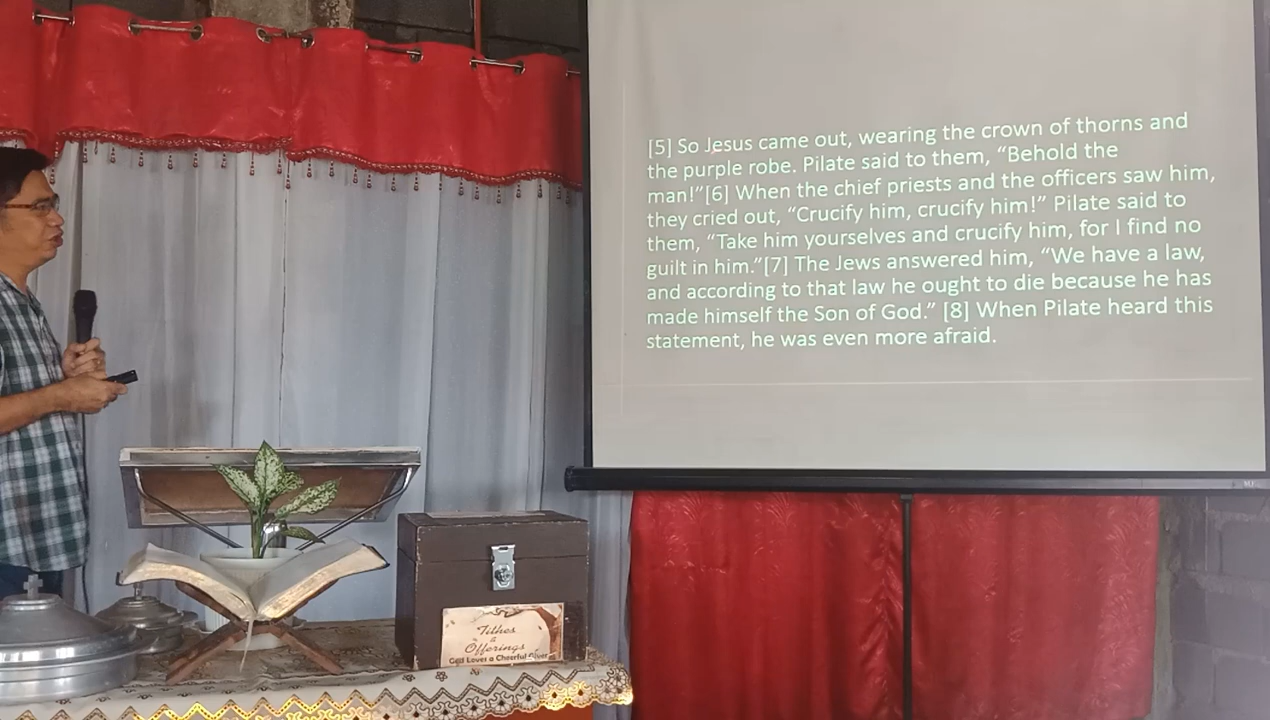 [5] So Jesus came out, wearing the crown of thorns and
the purple robe. Pilate said to them, “Behold the
man!”[6] When the chief priests and the officers saw him,
they cried out, “Crucify him, crucify him!” Pilate said to
them, “Take him yourselves and crucify him, for I find no
guilt in him.”[7] The Jews answered him, “We have a law,
and according to that law he ought to die because he has
made himself the Son of God.” [8] When Pilate heard this
statement, he was even more afraid.
Tithes
&
Offerings
God Loves a Cheerful Giver